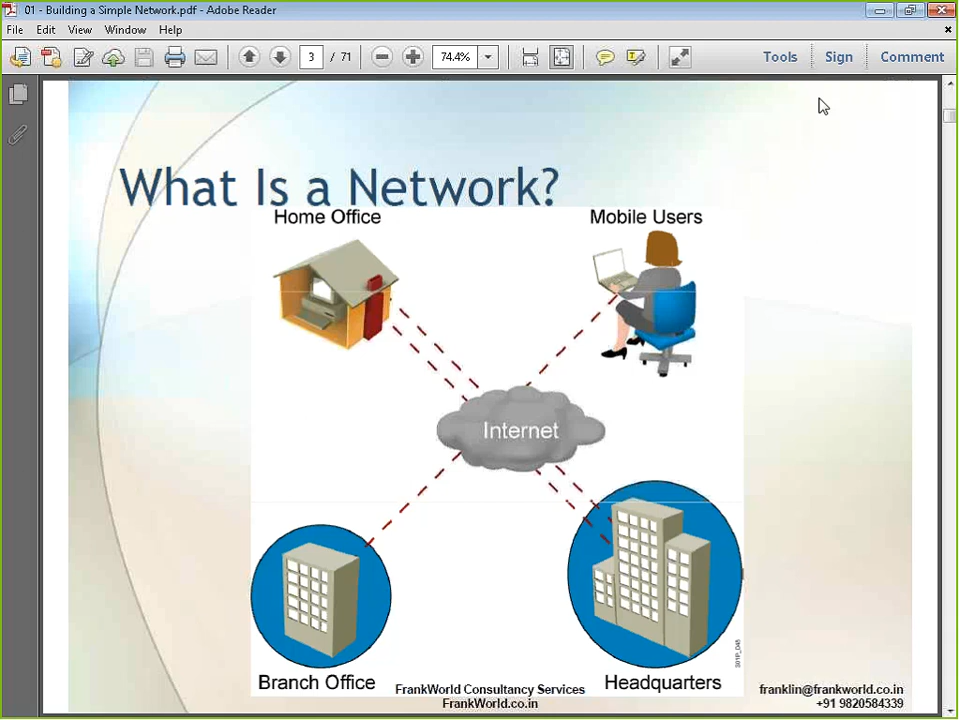 01 - Building a Simple Network.pdf - Adobe Reader
File Edit View Window Help
3 / 71 74.4% Tools Sign Comment
What Is a Network?
Home Office Mobile Users
Internet
Branch Office Headquarters
FrankWorld Consultancy Services franklin@frankworld.co.in
FrankWorld.co.in +91 9820584339